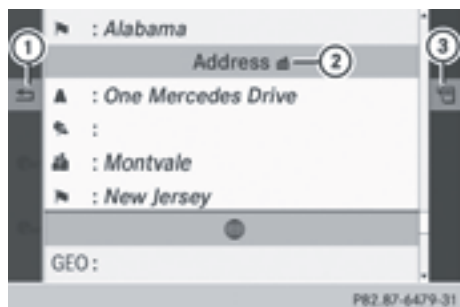 : Alabama
Address
1
2
3
: One Mercedes Drive
:
: Montvale
: New Jersey
GEO:
P82.87-6479-31